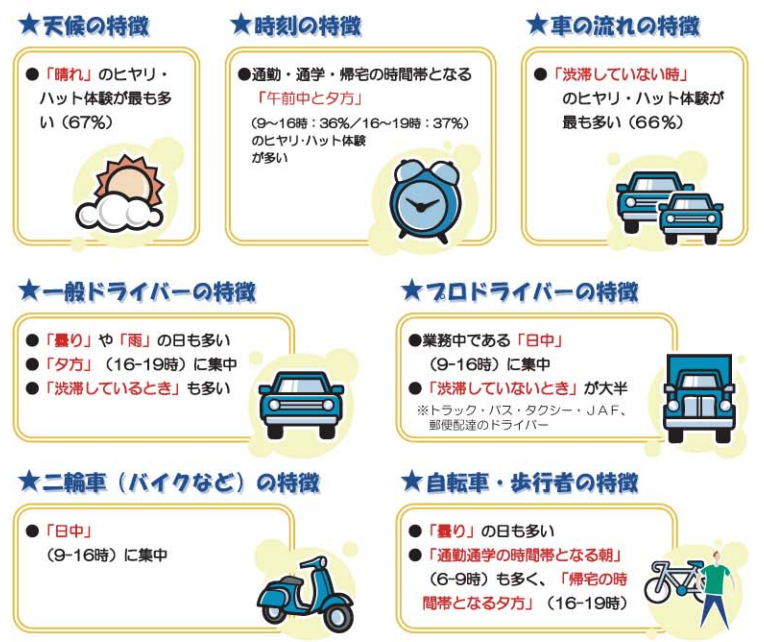 ★天候の特徴
●「晴れ」のヒヤリ・
ハット体験が最も多
い（67%）
★時刻の特徴
●通勤・通学・帰宅の時間帯となる
「午前中と夕方」
（9～16時：36%／16～19時：37%）
のヒヤリ・ハット体験
が多い
★車の流れの特徴
●「渋滞していない時」
のヒヤリ・ハット体験が
最も多い（66%）
★一般ドライバーの特徴
●「曇り」や「雨」の日も多い
●「夕方」（16-19時）に集中
●「渋滞しているとき」も多い
★プロドライバーの特徴
●業務中である「日中」
（9-16時）に集中
●「渋滞していないとき」が大半
※トラック・バス・タクシー・ＪＡＦ、
郵便配達のドライバー
★二輪車（バイクなど）の特徴
●「日中」
（9-16時）に集中
★自転車・歩行者の特徴
●「曇り」の日も多い
●「通勤通学の時間帯となる朝」
（6-9時）も多く、「帰宅の時
間帯となる夕方」（16-19時）